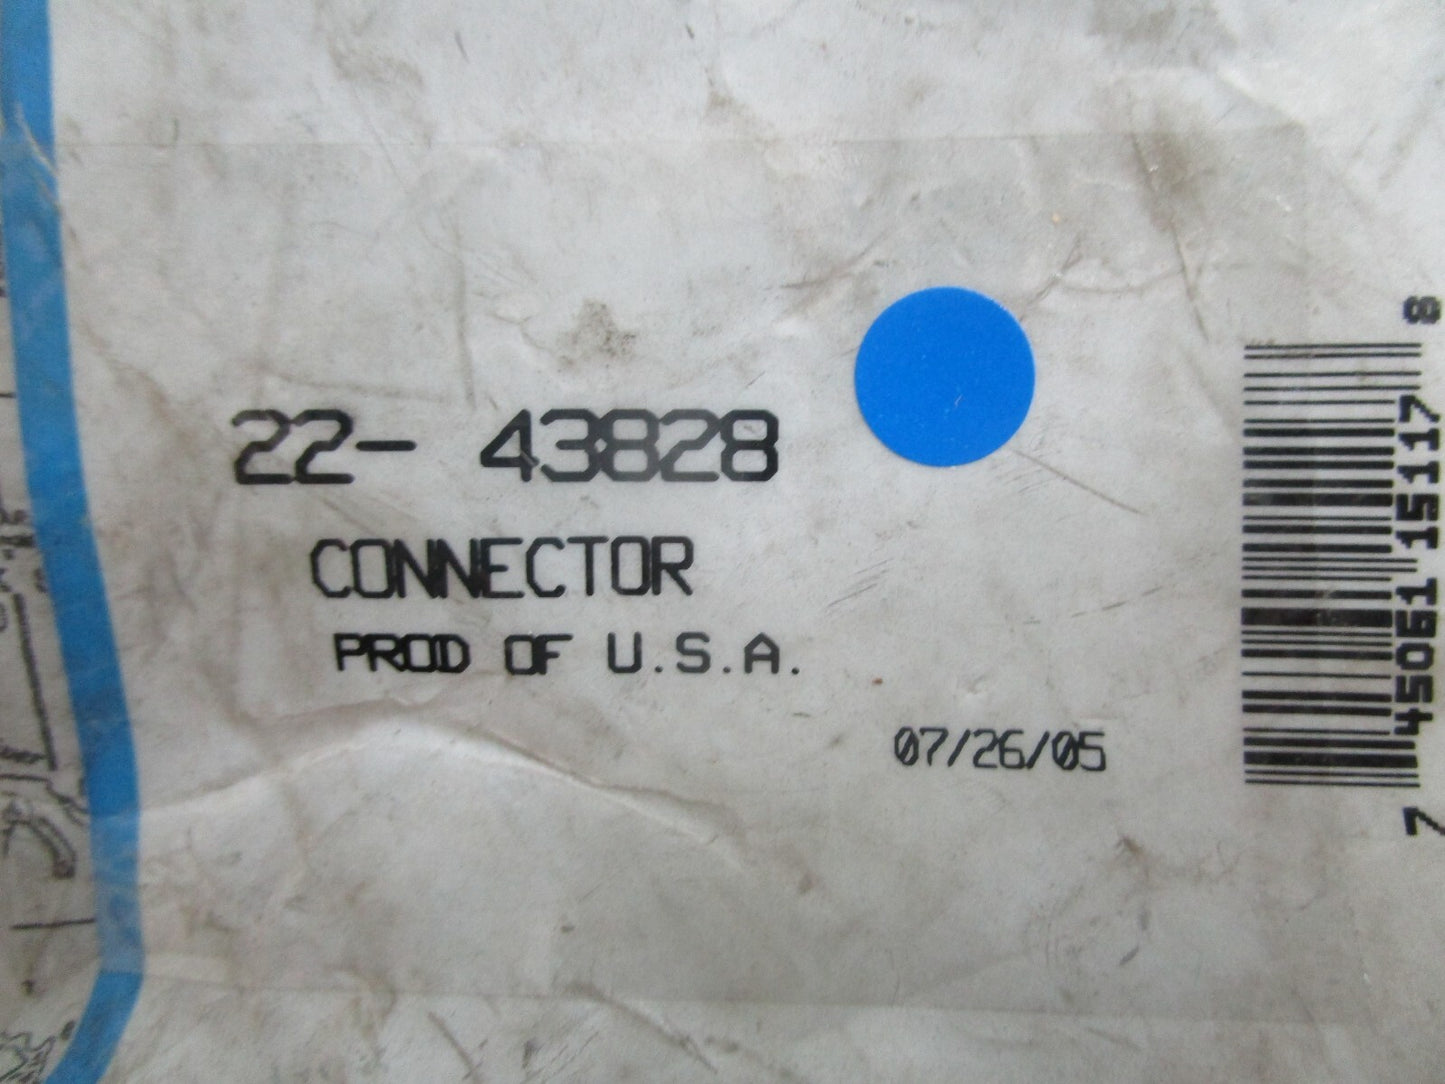 22- 43828
CONNECTOR
PROD OF U.S.A.
07/26/05
7 45061 15117 8